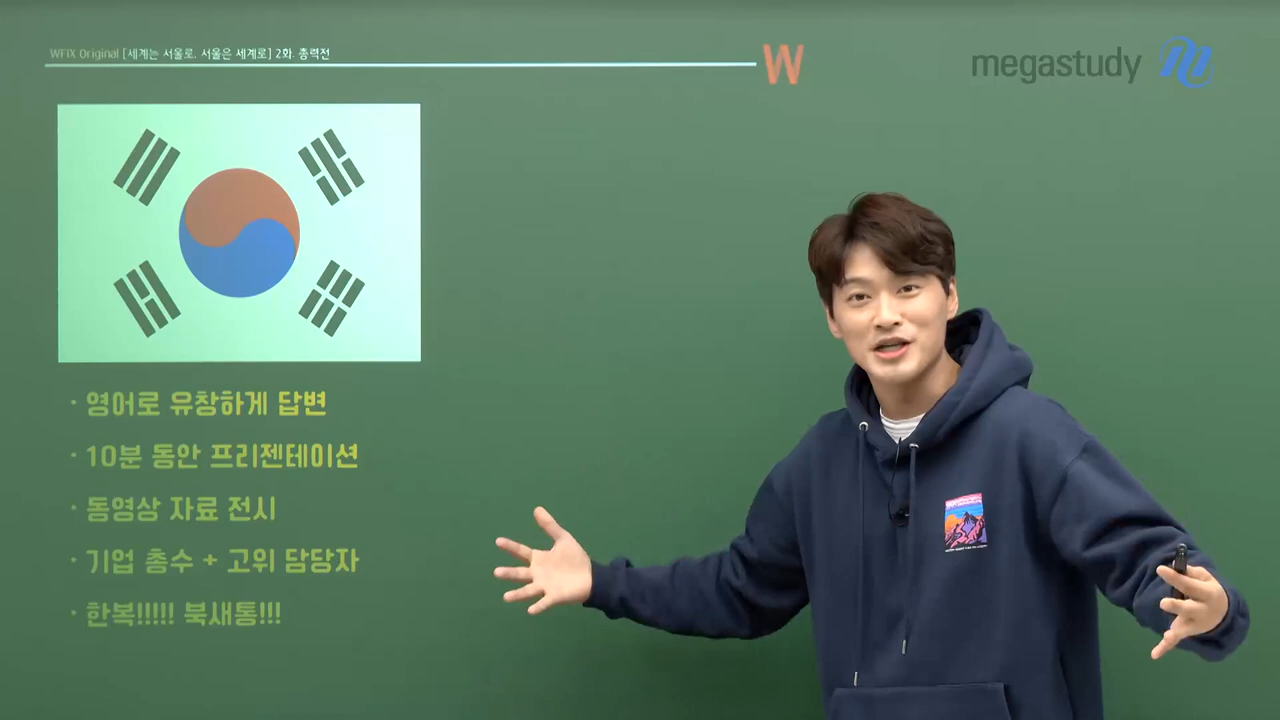 WFIX Original [세계는 서울로, 서울은 세계로] 2화. 총력전
W
megastudy
· 영어로 유창하게 답변
· 10분 동안 프리젠테이션
· 동영상 자료 전시
· 기업 총수 + 고위 담당자
· 한복!!!!! 북새통!!!